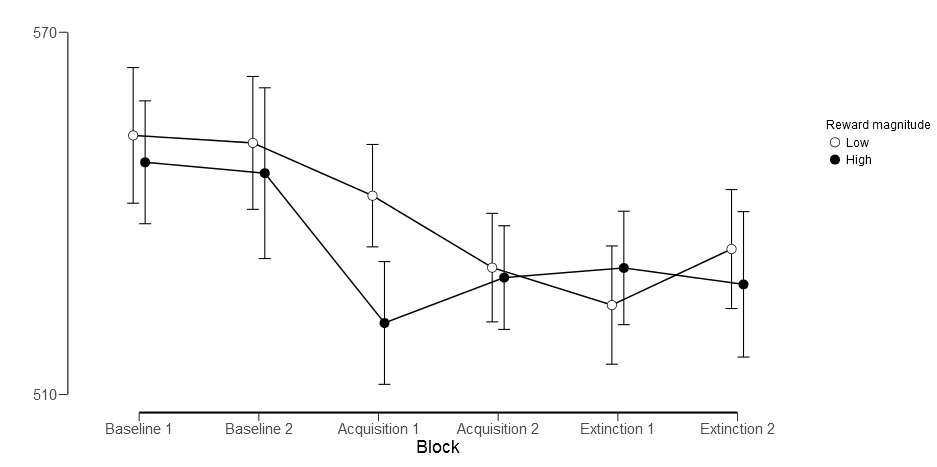 570
510
Baseline 1
Baseline 2
Acquisition 1
Acquisition 2
Extinction 1
Extinction 2
Block
Reward magnitude
Low
High